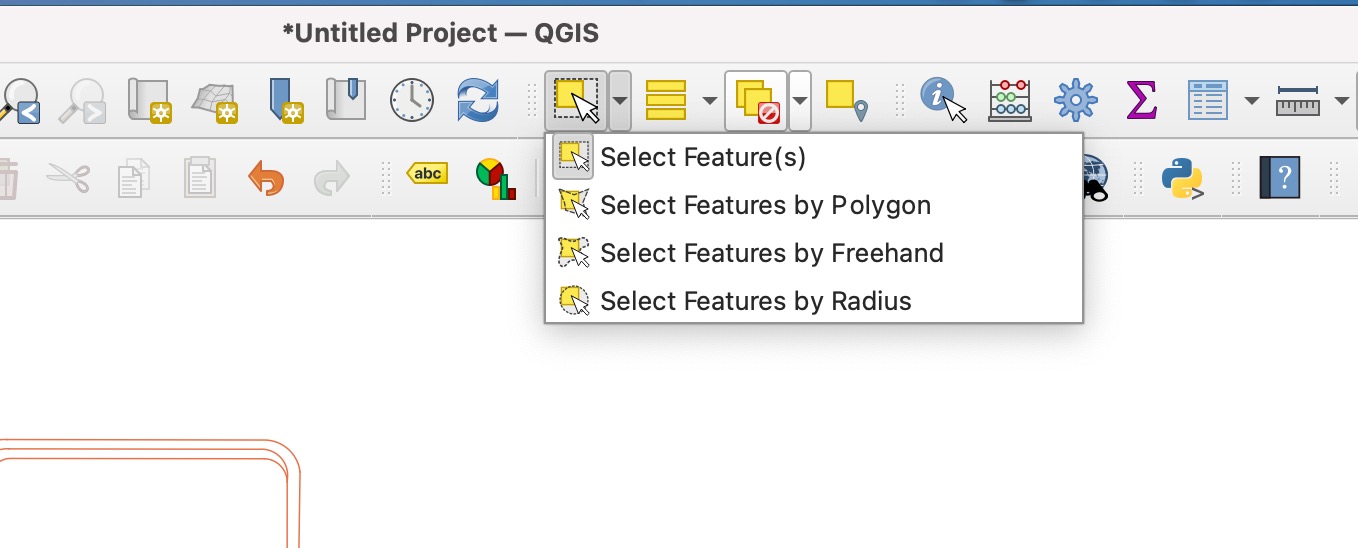 *Untitled Project — QGIS
abc
Select Feature(s)
Select Features by Polygon
Select Features by Freehand
Select Features by Radius